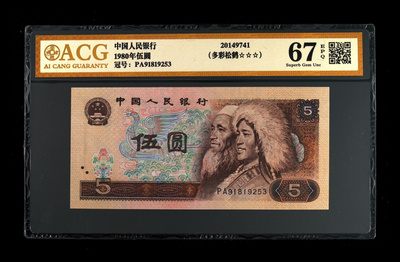 ACG
AI CANG GUARANTY
中国人民银行
1980年伍圆
冠号：PA91819253
20149741
（多彩松鹤☆☆☆）
67
EPQ
Superb Gem Unc
中国人民银行
5
伍圆
PA91819253
5
5